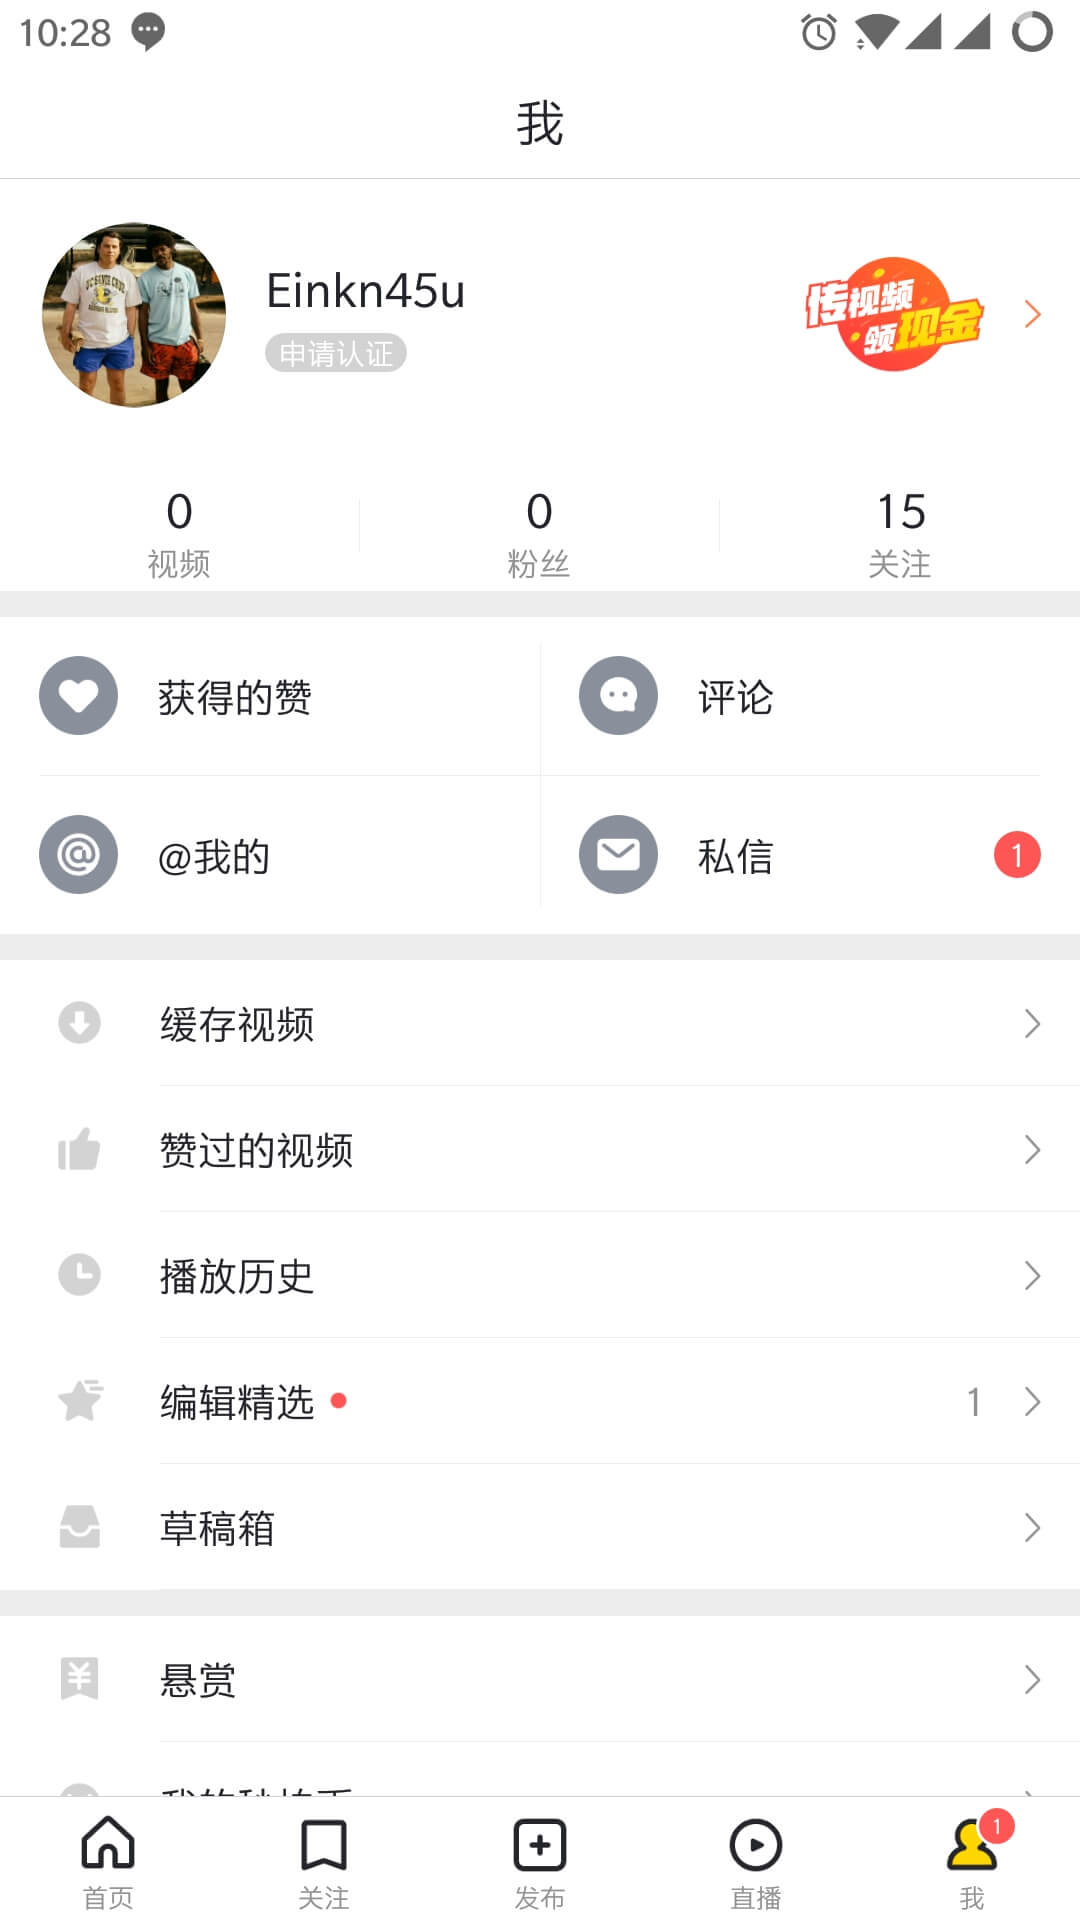 10:28
我
Einkn45u
申请认证
传视频
领现金
0
视频
0
粉丝
15
关注
获得的赞
评论
@我的
私信
1
缓存视频
赞过的视频
播放历史
编辑精选
1
草稿箱
悬赏
首页
关注
发布
直播
1
我